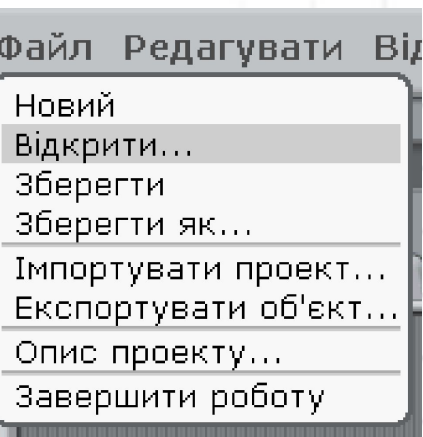 Файл Редагувати
Новий
Відкрити...
Зберегти
Зберегти як...
Імпортувати проект...
Експортувати об'єкт...
Опис проекту...
Завершити роботу